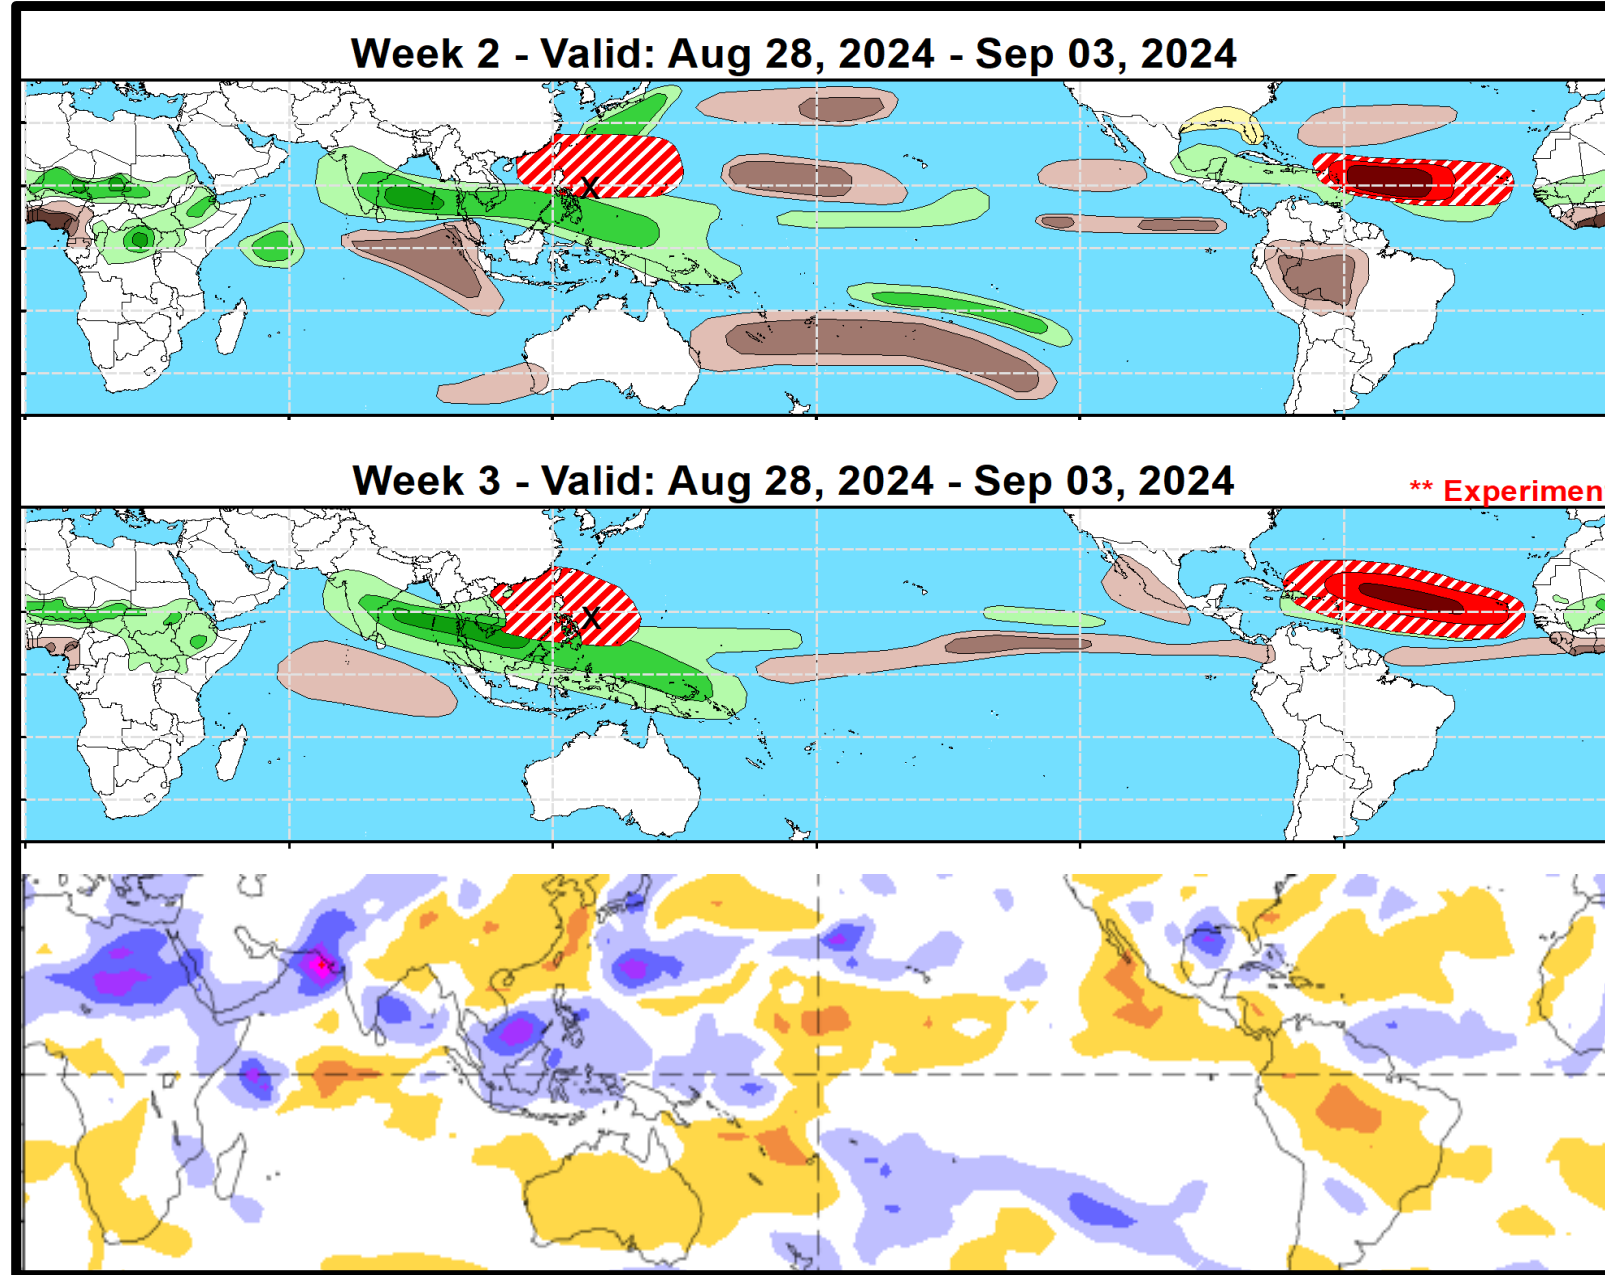 Week 2 - Valid: Aug 28, 2024 - Sep 03, 2024
X
Week 3 - Valid: Aug 28, 2024 - Sep 03, 2024
** Experimen
X